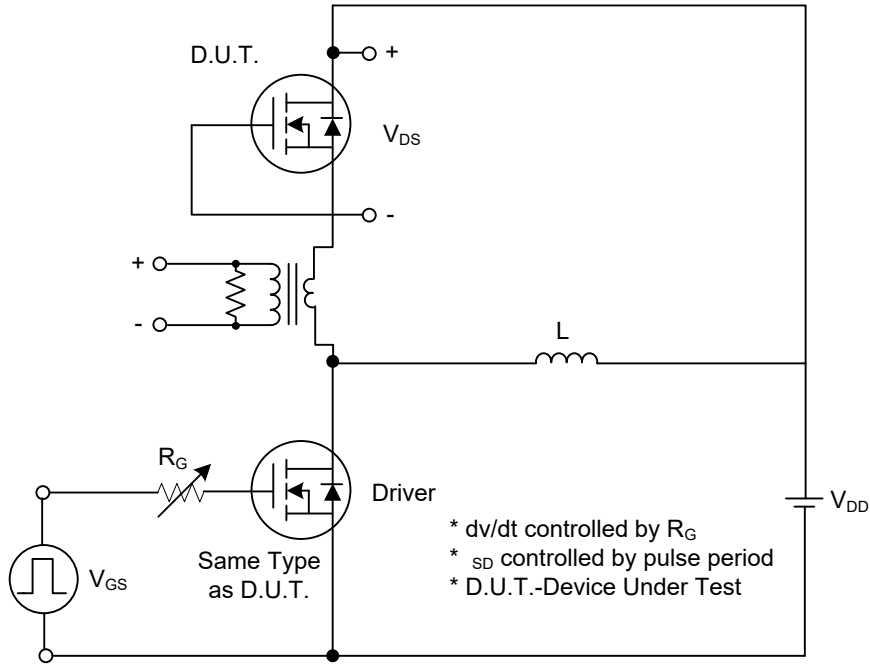 D.U.T.
+
VDS
-
+
-
L
RG
Driver
VDD
Same Type
as D.U.T.
VGS
* dv/dt controlled by RG
* SD controlled by pulse period
* D.U.T.-Device Under Test